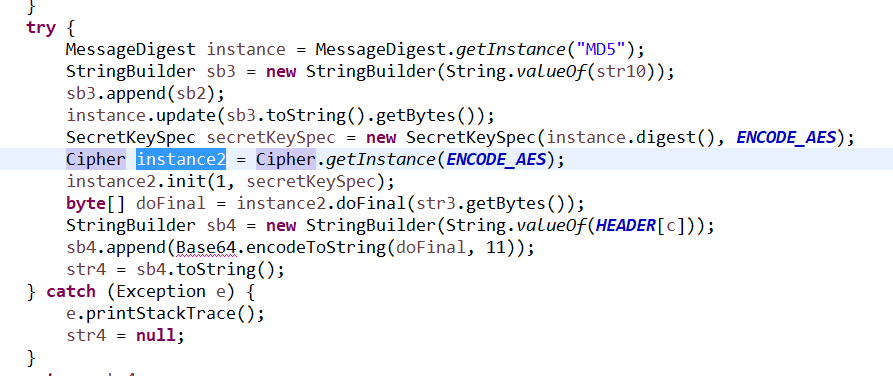 }
try {
MessageDigest instance = MessageDigest.getInstance("MD5");
StringBuilder sb3 = new StringBuilder(String.valueOf(str10));
sb3.append(sb2);
instance.update(sb3.toString().getBytes());
SecretKeySpec secretKeySpec = new SecretKeySpec(instance.digest(), ENCODE_AES);
Cipher instance2 = Cipher.getInstance(ENCODE_AES);
instance2.init(1, secretKeySpec);
byte[] doFinal = instance2.doFinal(str3.getBytes());
StringBuilder sb4 = new StringBuilder(String.valueOf(HEADER[c]));
sb4.append(Base64.encodeToString(doFinal, 11));
str4 = sb4.toString();
} catch (Exception e) {
e.printStackTrace();
str4 = null;
}